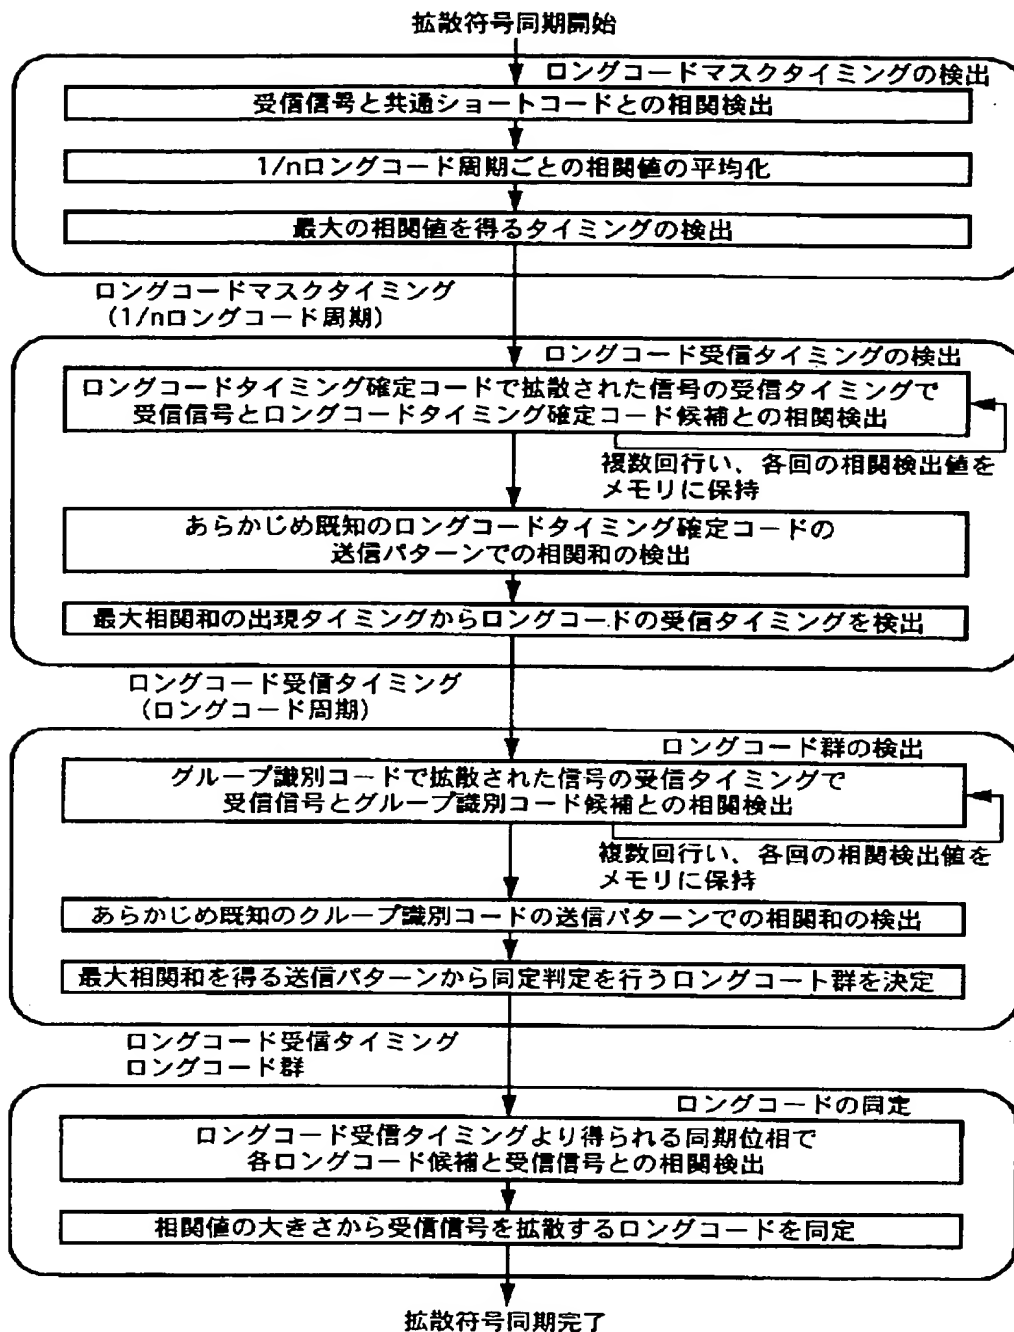 拡散符号同期開始
ロングコードマスクタイミングの検出
受信信号と共通ショートコードとの相関検出
1/nロングコード周期ごとの相関値の平均化
最大の相関値を得るタイミングの検出
ロングコードマスクタイミング
(1/nロングコード周期)
ロングコード受信タイミングの検出
ロングコードタイミング確定コードで拡散された信号の受信タイミングで
受信信号とロングコードタイミング確定コード候補との相関検出
複数回行い、各回の相関検出値を
メモリに保持
あらかじめ既知のロングコードタイミング確定コードの
送信パターンでの相関和の検出
最大相関和の出現タイミングからロングコードの受信タイミングを検出
ロングコード受信タイミング
(ロングコード周期)
ロングコード群の検出
グループ識別コードで拡散された信号の受信タイミングで
受信信号とグループ識別コード候補との相関検出
複数回行い、各回の相関検出値を
メモリに保持
あらかじめ既知のクループ識別コードの送信パターンでの相関和の検出
最大相関和を得る送信パターンから同定判定を行うロングコート群を決定
ロングコード受信タイミング
ロングコード群
ロングコードの同定
ロングコード受信タイミングより得られる同期位相で
各ロングコード候補と受信信号との相関検出
相関値の大きさから受信信号を拡散するロングコードを同定
拡散符号同期完了